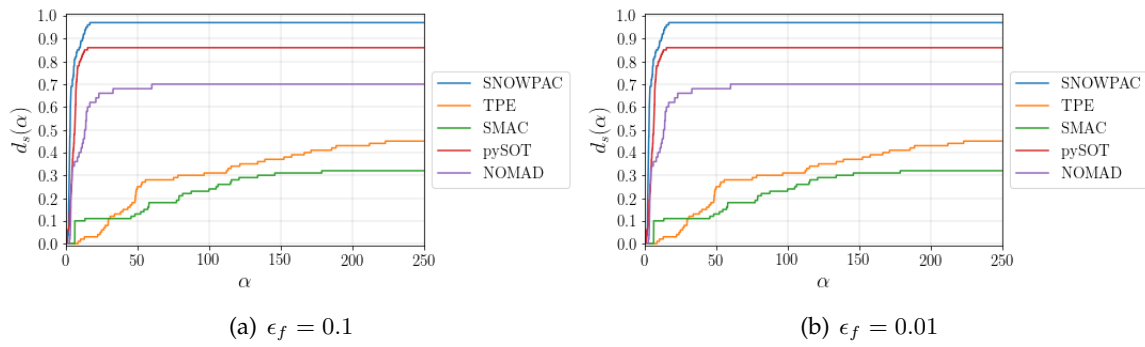 1.0
0.9
0.8
0.7
0.6
0.5
0.4
0.3
0.2
0.1
0.0
d_s(α)
0 50 100 150 200 250
α
SNOWPAC
TPE
SMAC
pySOT
NOMAD
(a) ϵ_f = 0.1
1.0
0.9
0.8
0.7
0.6
0.5
0.4
0.3
0.2
0.1
0.0
d_s(α)
0 50 100 150 200 250
α
SNOWPAC
TPE
SMAC
pySOT
NOMAD
(b) ϵ_f = 0.01